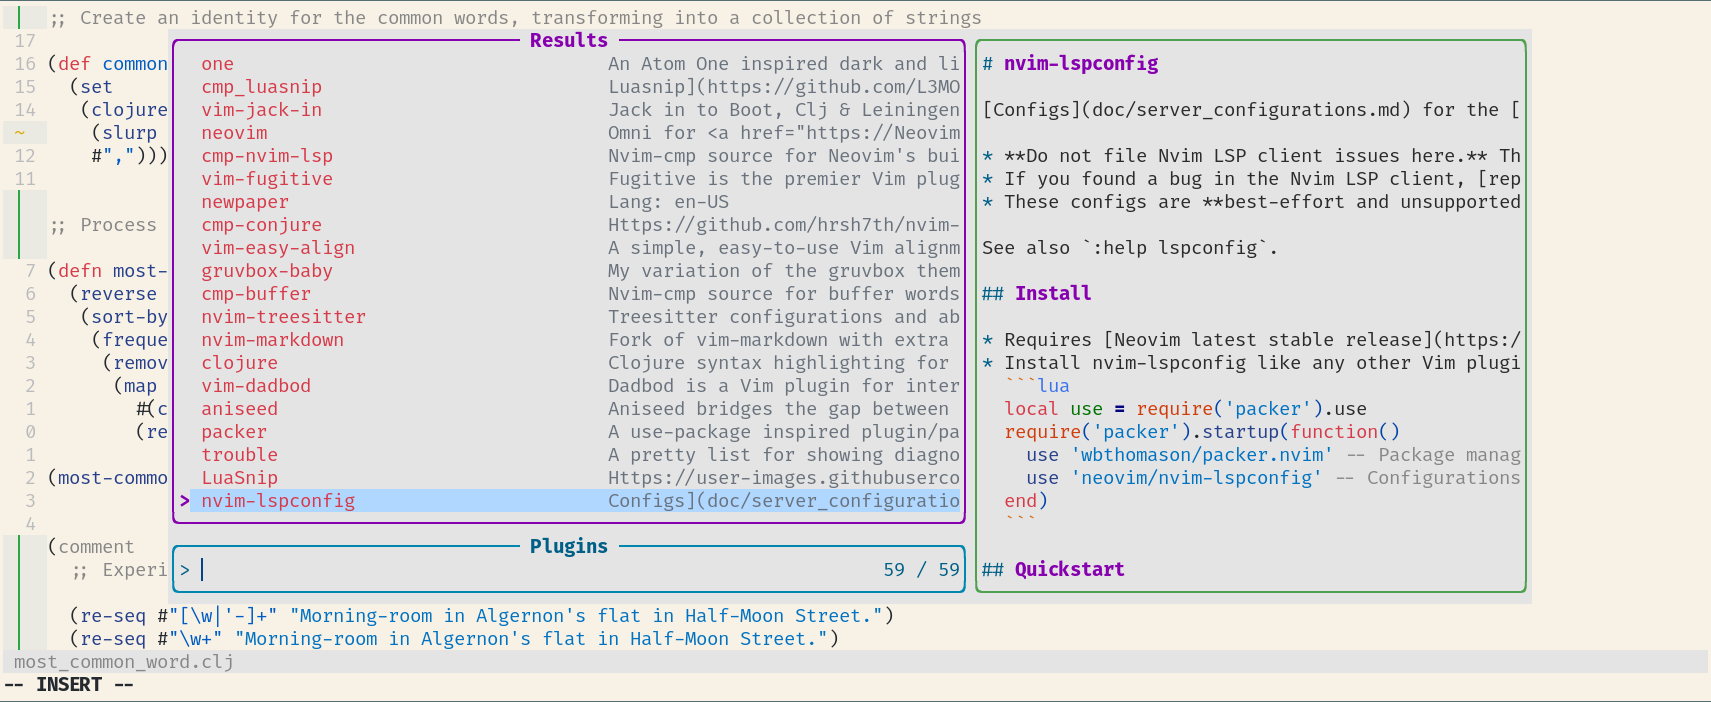 ;; Create an identity for the common words, transforming into a collection of strings
17
16 (def common
15 (set
14 (clojure
~ (slurp
12 #",")))
11
;; Process
7 (defn most-
6 (reverse
5 (sort-by
4 (freque
3 (remov
2 (map
1 #(c
0 (re
1
2 (most-commo
3
4
(comment
;; Experi
Results
one An Atom One inspired dark and li
cmp_luasnip Luasnip](https://github.com/L3MO
vim-jack-in Jack in to Boot, Clj & Leiningen
neovim Omni for <a href="https://Neovim
cmp-nvim-lsp Nvim-cmp source for Neovim's bui
vim-fugitive Fugitive is the premier Vim plug
newpaper Lang: en-US
cmp-conjure Https://github.com/hrsh7th/nvim-
vim-easy-align A simple, easy-to-use Vim alignm
gruvbox-baby My variation of the gruvbox them
cmp-buffer Nvim-cmp source for buffer words
nvim-treesitter Treesitter configurations and ab
nvim-markdown Fork of vim-markdown with extra
clojure Clojure syntax highlighting for
vim-dadbod Dadbod is a Vim plugin for inter
aniseed Aniseed bridges the gap between
packer A use-package inspired plugin/pa
trouble A pretty list for showing diagno
LuaSnip Https://user-images.githubuserco
> nvim-lspconfig Configs](doc/server_configuratio
Plugins
> 59 / 59
# nvim-lspconfig
[Configs](doc/server_configurations.md) for the [
* **Do not file Nvim LSP client issues here.** Th
* If you found a bug in the Nvim LSP client, [rep
* These configs are **best-effort and unsupported
See also `:help lspconfig`.
## Install
* Requires [Neovim latest stable release](https:/
* Install nvim-lspconfig like any other Vim plugi
```lua
local use = require('packer').use
require('packer').startup(function()
use 'wbthomason/packer.nvim' -- Package manag
use 'neovim/nvim-lspconfig' -- Configurations
end)
```
## Quickstart
(re-seq #"[\w|'-]+" "Morning-room in Algernon's flat in Half-Moon Street.")
(re-seq #"\w+" "Morning-room in Algernon's flat in Half-Moon Street.")
most_common_word.clj
-- INSERT --